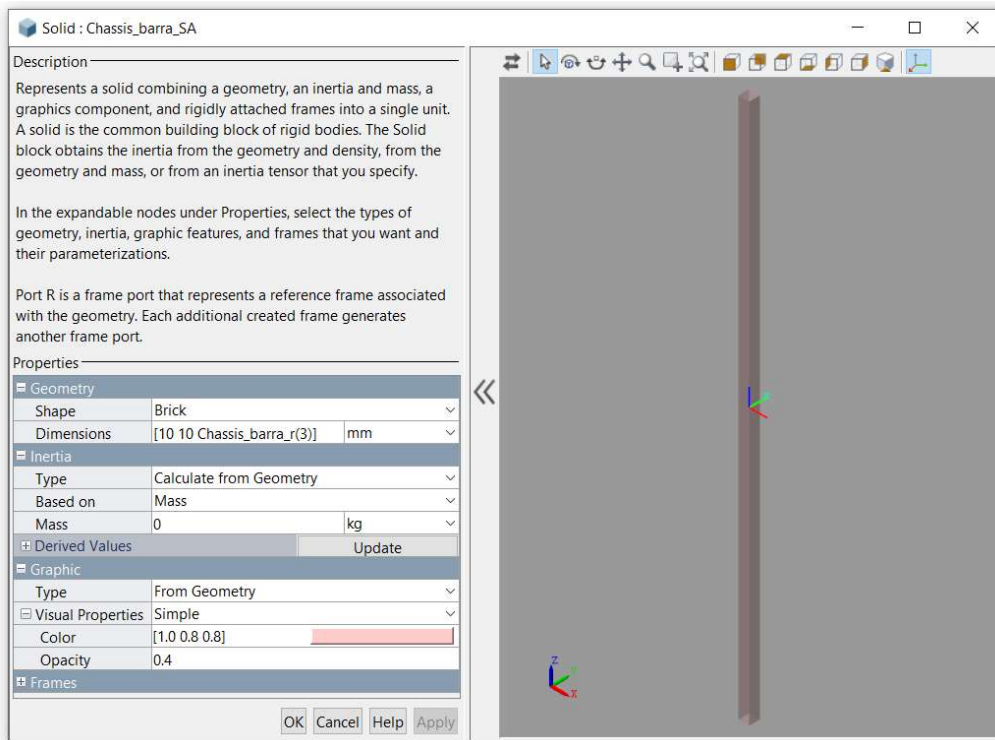 Solid : Chassis_barra_SA
Description
Represents a solid combining a geometry, an inertia and mass, a
graphics component, and rigidly attached frames into a single unit.
A solid is the common building block of rigid bodies. The Solid
block obtains the inertia from the geometry and density, from the
geometry and mass, or from an inertia tensor that you specify.
In the expandable nodes under Properties, select the types of
geometry, inertia, graphic features, and frames that you want and
their parameterizations.
Port R is a frame port that represents a reference frame associated
with the geometry. Each additional created frame generates
another frame port.
Properties
Geometry
Shape Brick
Dimensions [10 10 Chassis_barra_r(3)] mm
Inertia
Type Calculate from Geometry
Based on Mass
Mass 0 kg
Derived Values Update
Graphic
Type From Geometry
Visual Properties Simple
Color [1.0 0.8 0.8]
Opacity 0.4
Frames
OK Cancel Help Apply
Z
X